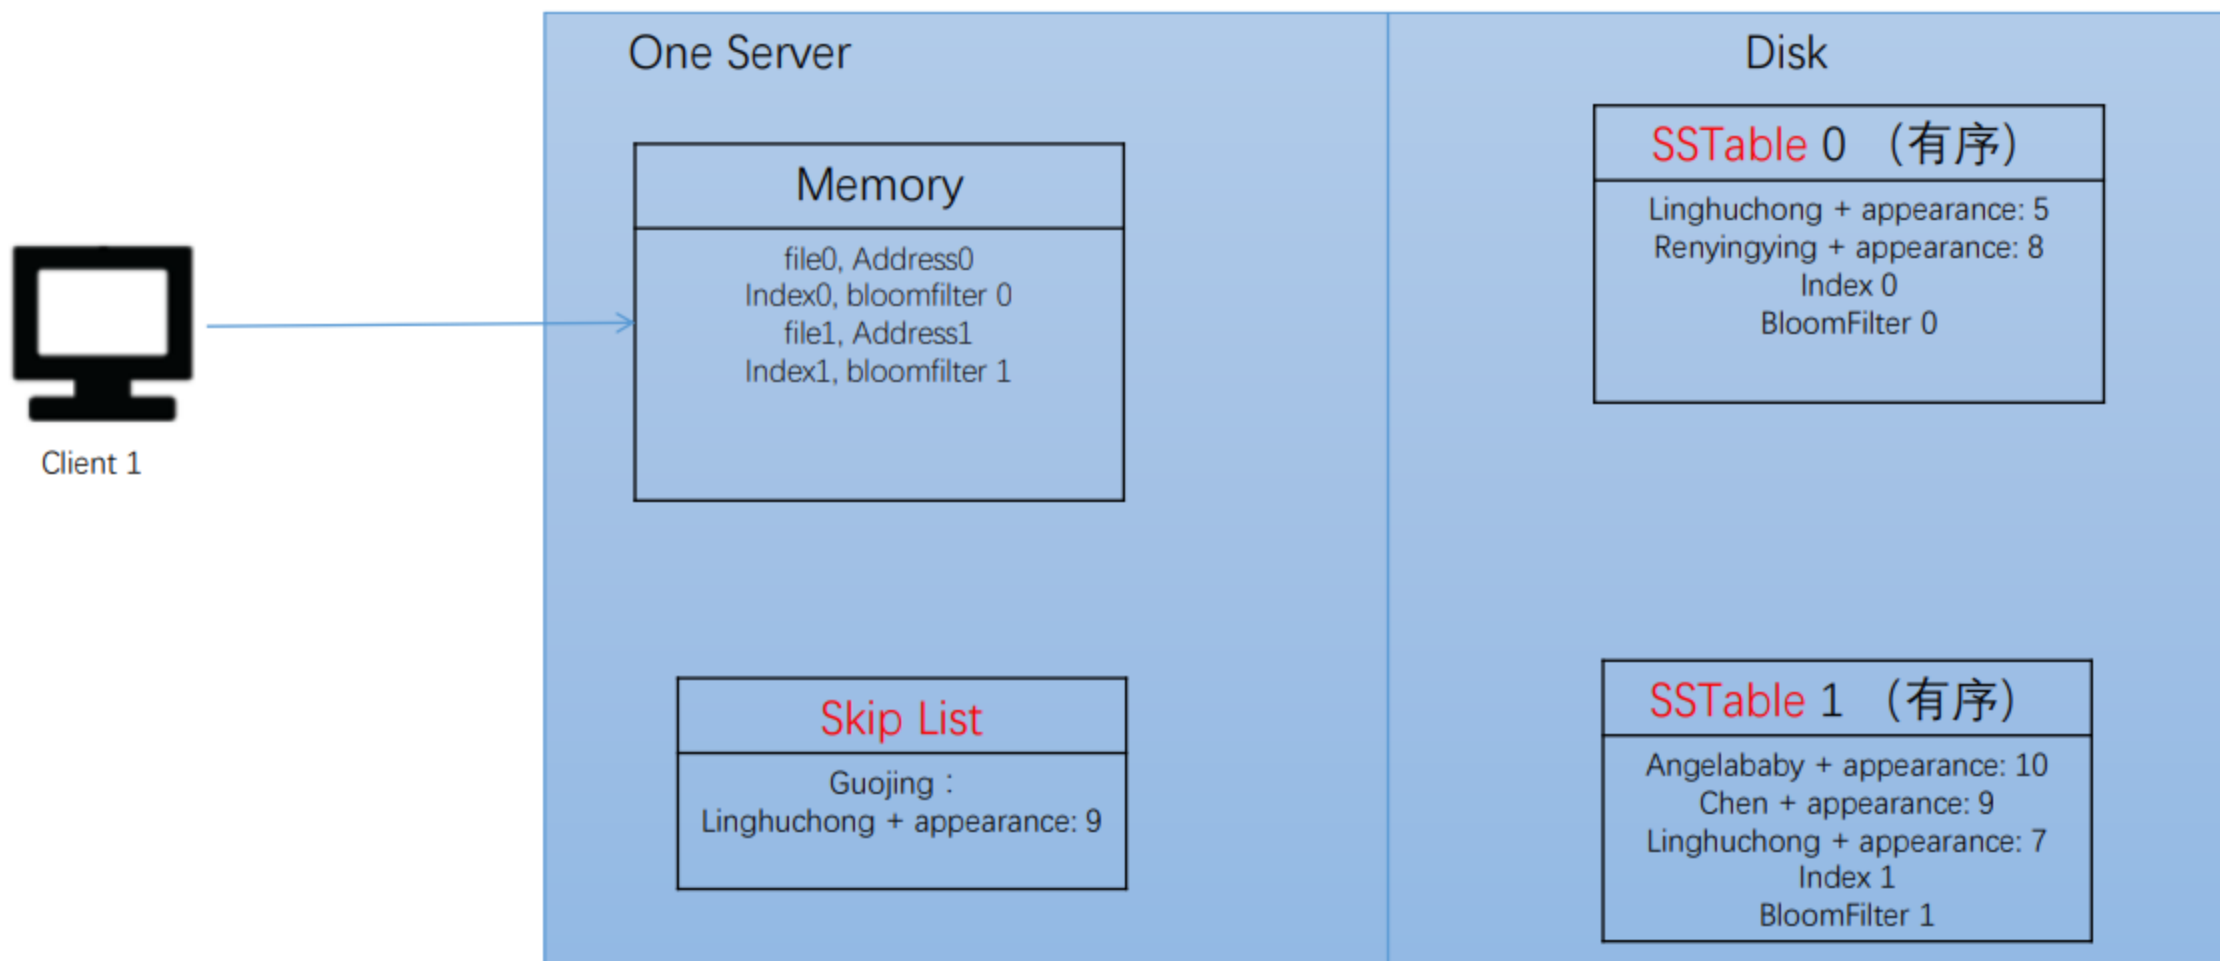 One Server
Disk
Memory
file0, Address0
Index0, bloomfilter 0
file1, Address1
Index1, bloomfilter 1
SSTable 0 （有序）
Linghuchong + appearance: 5
Renyingying + appearance: 8
Index 0
BloomFilter 0
Client 1
Skip List
Guojing：
Linghuchong + appearance: 9
SSTable 1 （有序）
Angelababy + appearance: 10
Chen + appearance: 9
Linghuchong + appearance: 7
Index 1
BloomFilter 1